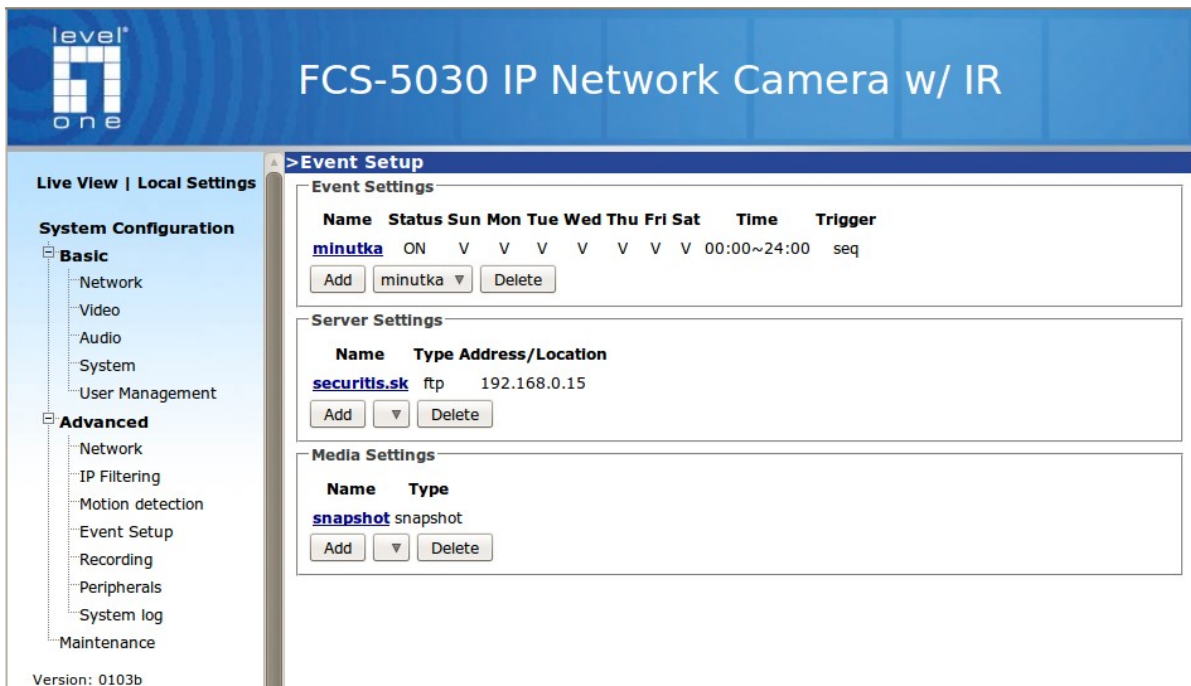 level one
FCS-5030 IP Network Camera w/ IR
Live View | Local Settings
System Configuration
Basic
Network
Video
Audio
System
User Management
Advanced
Network
IP Filtering
Motion detection
Event Setup
Recording
Peripherals
System log
Maintenance
Version: 0103b
>Event Setup
Event Settings
Name Status Sun Mon Tue Wed Thu Fri Sat Time Trigger
minutka ON V V V V V V V 00:00~24:00 seq
Add minutka Delete
Server Settings
Name Type Address/Location
securitis.sk ftp 192.168.0.15
Add Delete
Media Settings
Name Type
snapshot snapshot
Add Delete